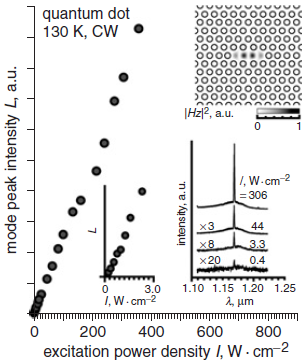 quantum dot
130 K, CW
mode peak intensity L, a.u.
|Hz|², a.u.
0 1
L
0 3.0
I, W·cm⁻²
intensity, a.u.
I, W·cm⁻²
= 306
×3 44
×8 3.3
×20 0.4
1.10 1.15 1.20 1.25
λ, μm
0 200 400 600 800
excitation power density I, W · cm⁻²